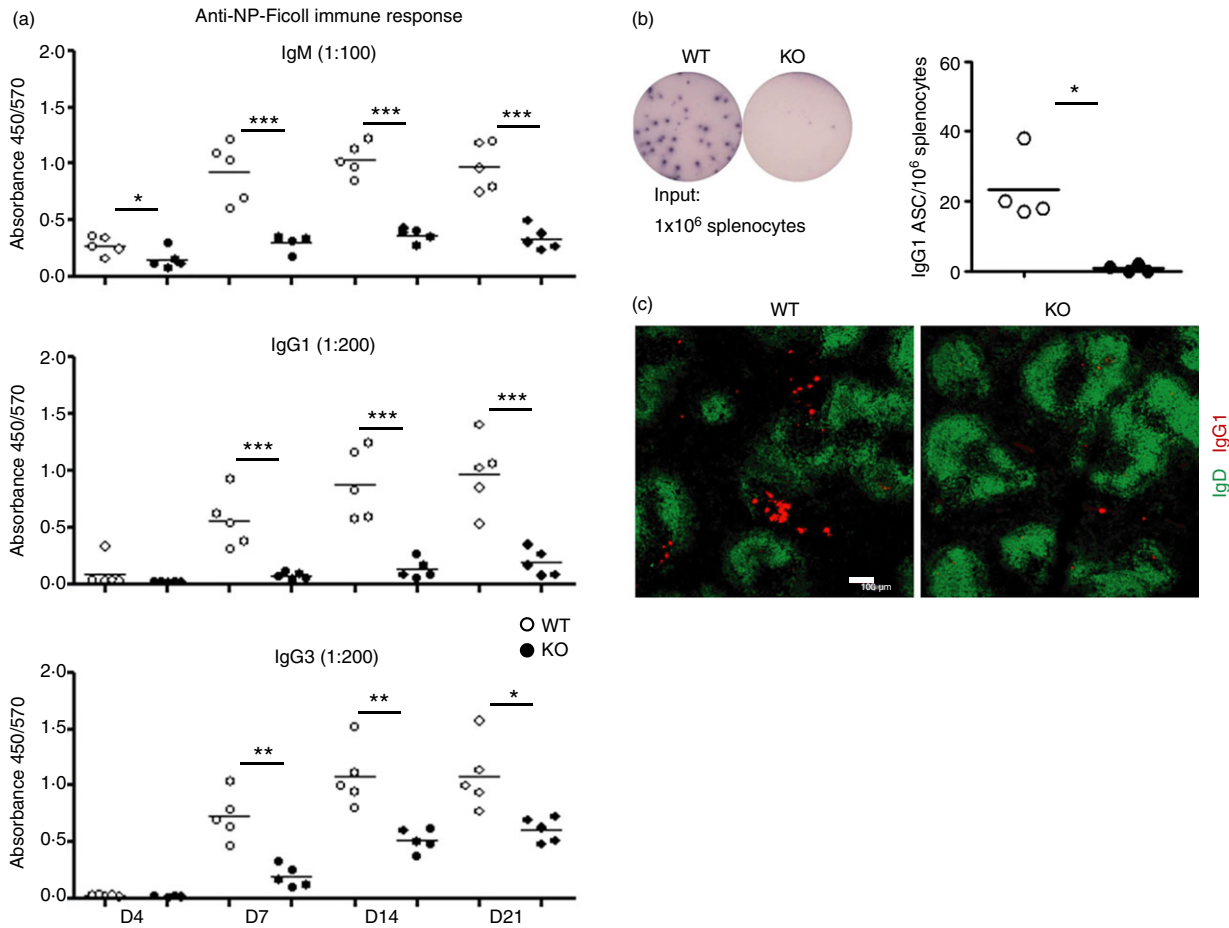 (a)
Anti-NP-Ficoll immune response
IgM (1:100)
Absorbance 450/570
2·0
1·5
1·0
0·5
0·0
*
***
***
***
IgG1 (1:200)
Absorbance 450/570
2·0
1·5
1·0
0·5
0·0
***
***
***
WT
KO
IgG3 (1:200)
Absorbance 450/570
2·0
1·5
1·0
0·5
0·0
**
**
*
D4 D7 D14 D21
(b)
WT KO
Input:
1x10⁶ splenocytes
IgG1 ASC/10⁶ splenocytes
60
40
20
0
*
(c)
WT KO
100 µm
IgD IgG1